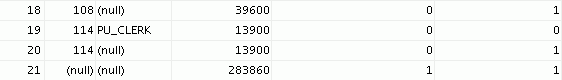 18 108 (null) 39600 0 1
19 114 PU_CLERK 13900 0 0
20 114 (null) 13900 0 1
21 (null) (null) 283860 1 1